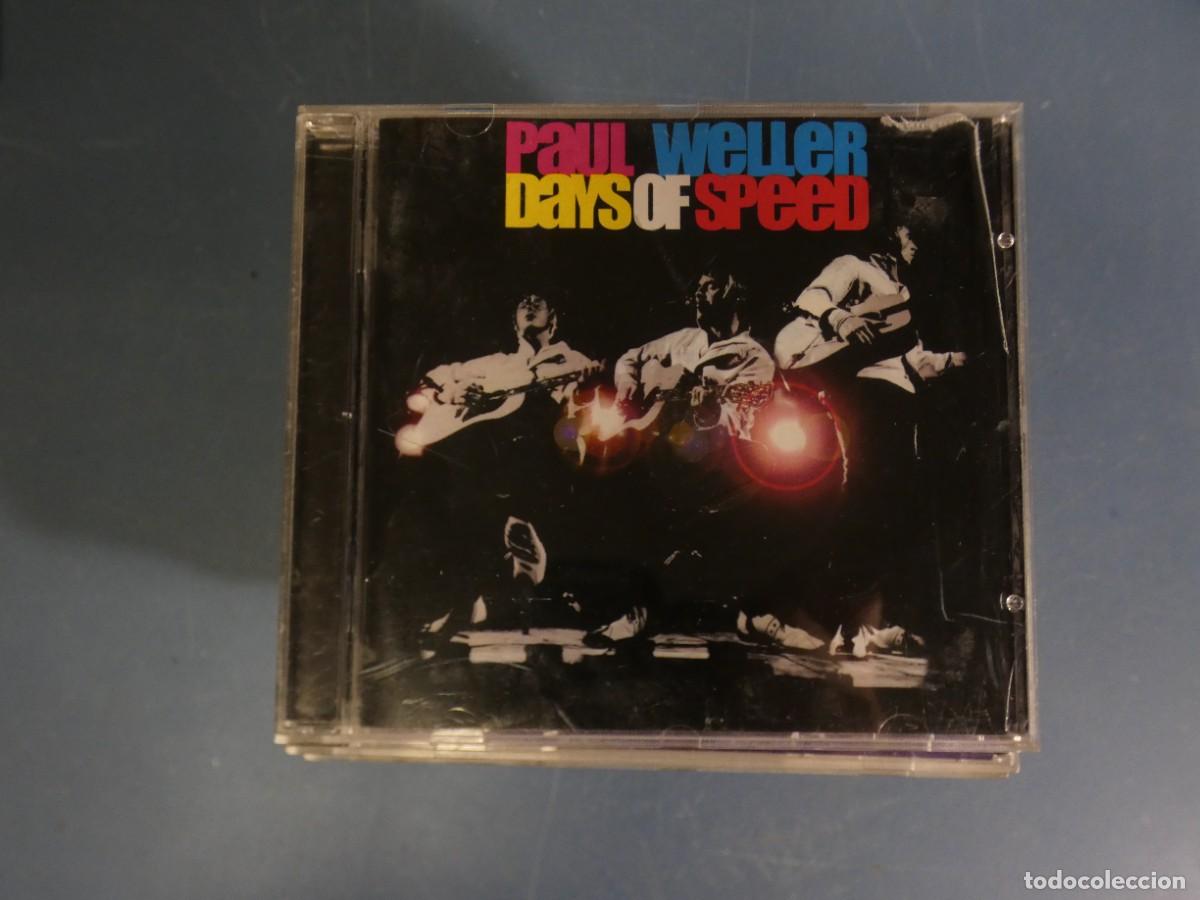 PAUL WELLER
DAYS OF SPEED
todocoleccion